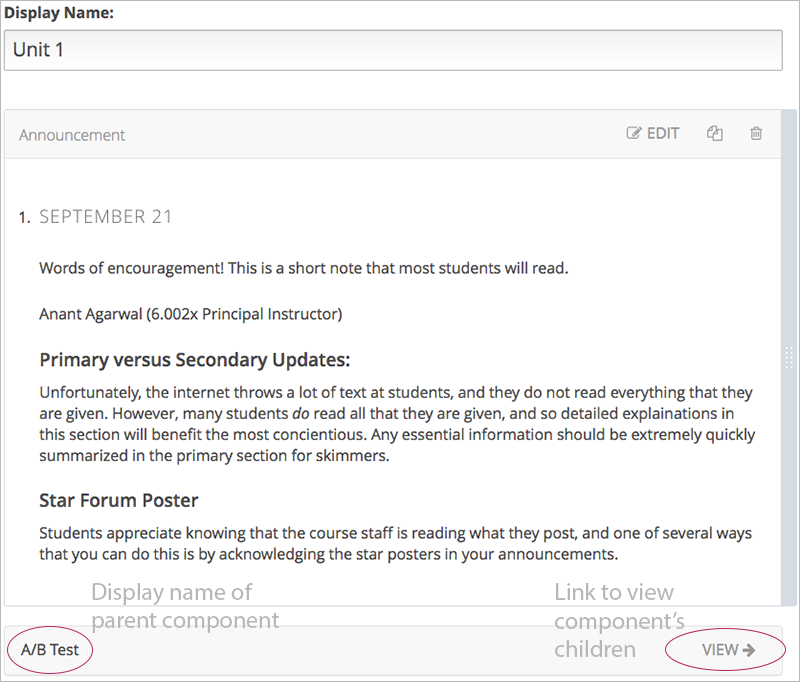 Display Name:
Unit 1
Announcement
EDIT
1. SEPTEMBER 21
Words of encouragement! This is a short note that most students will read.
Anant Agarwal (6.002x Principal Instructor)
Primary versus Secondary Updates:
Unfortunately, the internet throws a lot of text at students, and they do not read everything that they
are given. However, many students do read all that they are given, and so detailed explainations in
this section will benefit the most concientious. Any essential information should be extremely quickly
summarized in the primary section for skimmers.
Star Forum Poster
Students appreciate knowing that the course staff is reading what they post, and one of several ways
that you can do this is by acknowledging the star posters in your announcements.
Display name of
parent component
Link to view
component's
children
A/B Test
VIEW